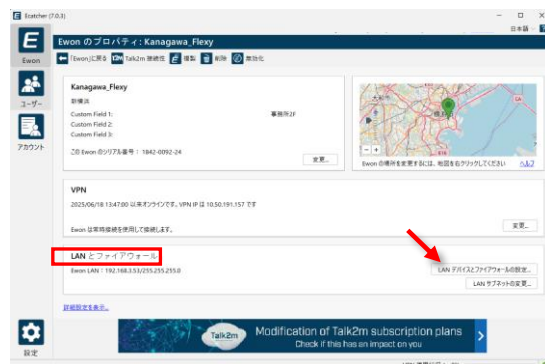 Ecatcher (7.0.3)
日本語
Ewon のプロパティ: Kanagawa_Flexy
「Ewon」に戻る Talk2m 接続性 複製 削除 無効化
Ewon
ユーザー
アカウント
設定
Kanagawa_Flexy
新横浜
Custom Field 1: 事務所2F
Custom Field 2:
Custom Field 3:
この Ewon のシリアル番号: 1842-0092-24
変更...
Ewon の場所を変更するには、地図を右クリックしてください ヘルプ
VPN
2025/06/18 13:47:00 以来オンラインです。VPN IP は 10.50.191.157 です
Ewon は常時接続を使用して接続します。
変更...
LAN とファイアウォール
Ewon LAN : 192.168.3.53/255.255.255.0
LAN デバイスとファイアウォールの設定...
LAN サブネットの変更...
詳細設定を表示...
Talk2m
Modification of Talk2m subscription plans
Check if this has an impact on you